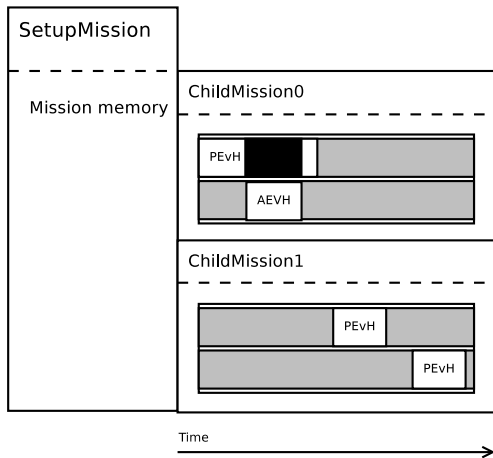 SetupMission
Mission memory
ChildMission0
PEvH
AEVH
ChildMission1
PEvH
PEvH
Time